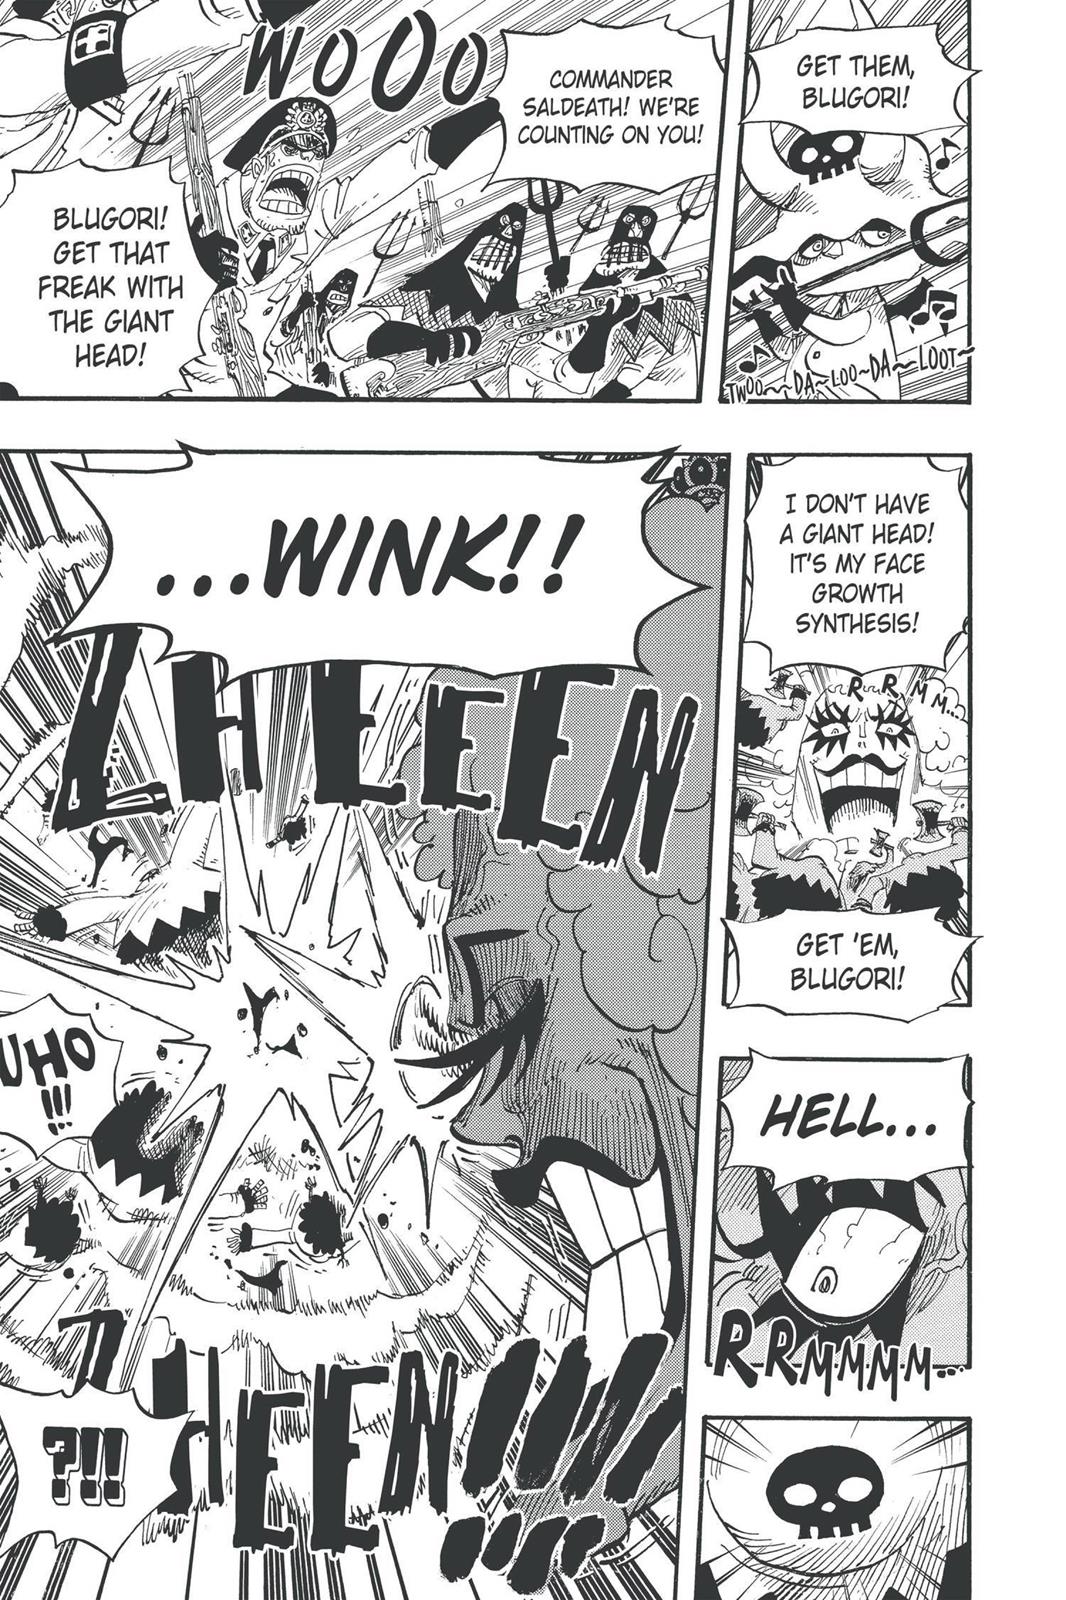 GET THEM,
BLUGORI!
TWOO~~DA~LOO~DA~~LOOT~
COMMANDER
SALDEATH! WE'RE
COUNTING ON YOU!
WOOO
BLUGORI!
GET THAT
FREAK WITH
THE GIANT
HEAD!
I DON'T HAVE
A GIANT HEAD!
IT'S MY FACE
GROWTH
SYNTHESIS!
RRMM...
GET 'EM,
BLUGORI!
HELL...
RRMMMM...
...WINK!!
ZHEEEN
UHO
!!!
HEEN!!!!
?!!